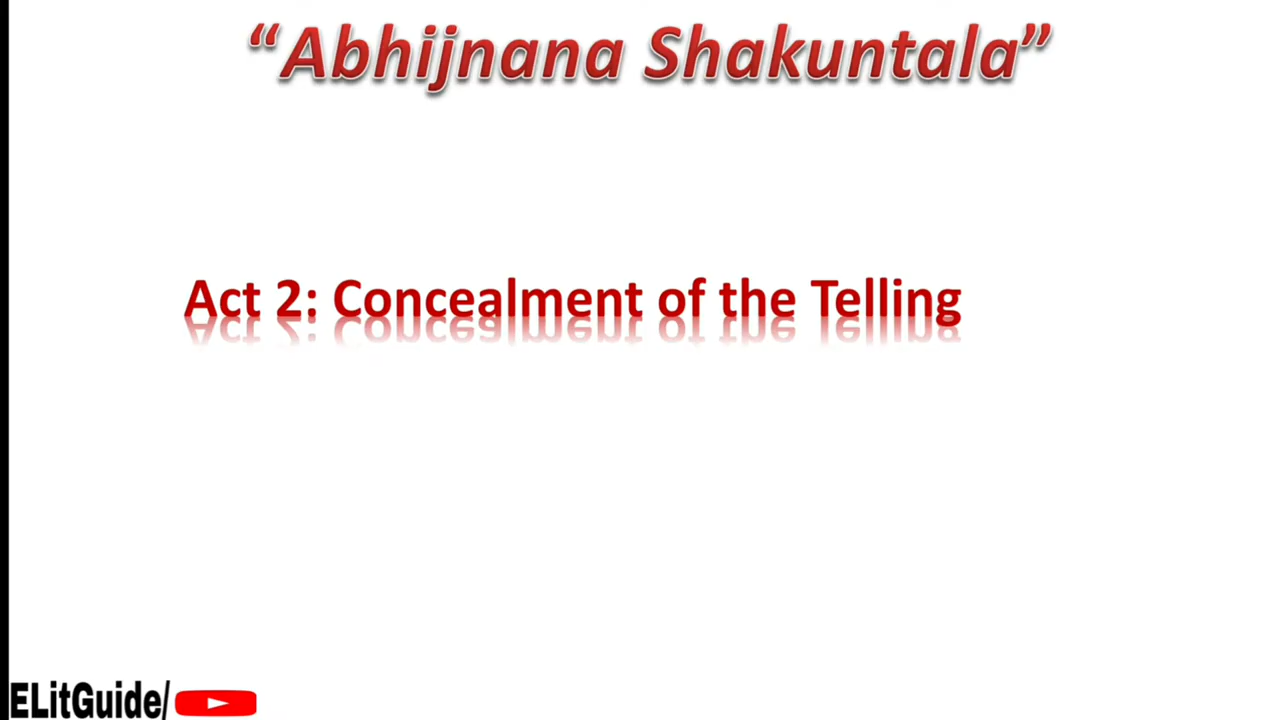 “Abhijnana Shakuntala”
Act 2: Concealment of the Telling
ELitGuide/